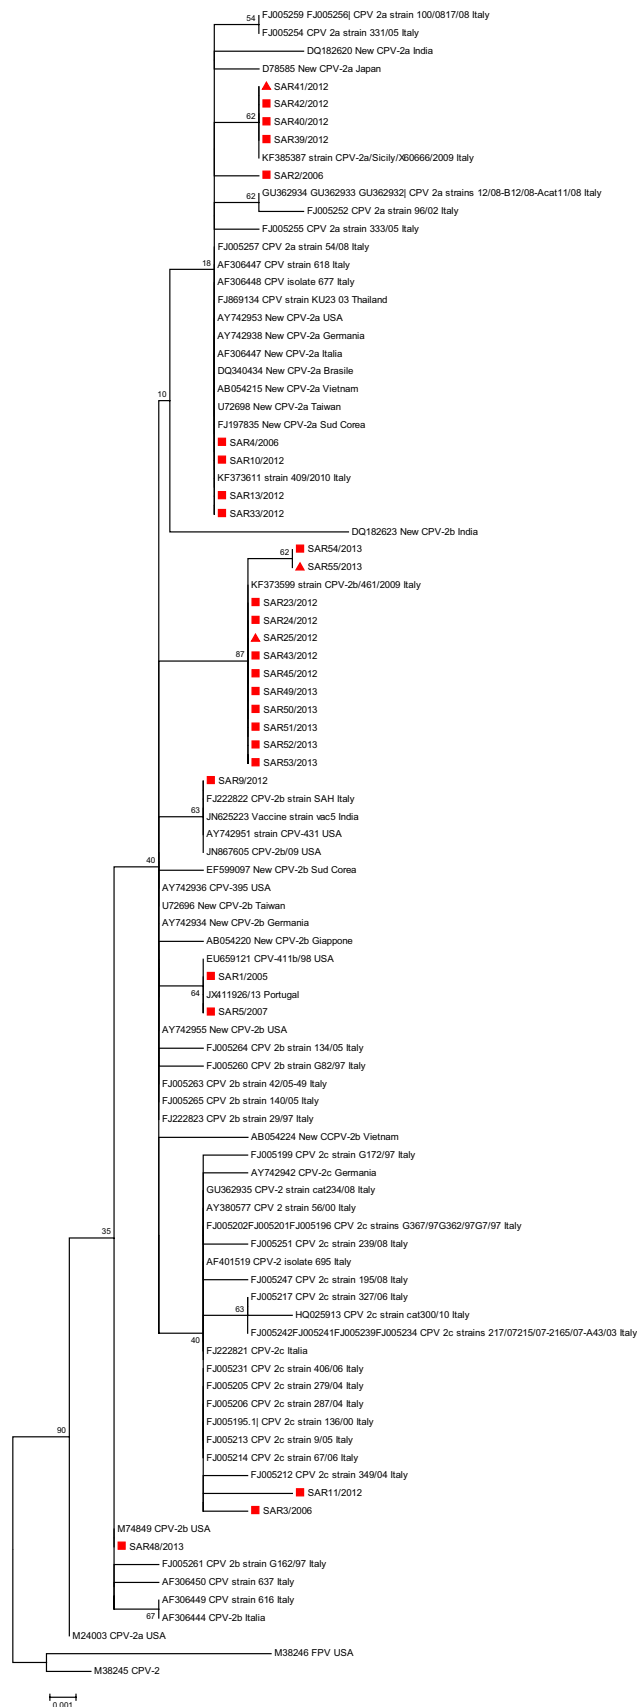 FJ005259 FJ005256| CPV 2a strain 100/0817/08 Italy
54
FJ005254 CPV 2a strain 331/05 Italy
DQ182620 New CPV-2a India
D78585 New CPV-2a Japan
SAR41/2012
SAR42/2012
62
SAR40/2012
SAR39/2012
KF385387 strain CPV-2a/Sicily/X60666/2009 Italy
SAR2/2006
GU362934 GU362933 GU362932| CPV 2a strains 12/08-B12/08-Acat11/08 Italy
62
FJ005252 CPV 2a strain 96/02 Italy
FJ005255 CPV 2a strain 333/05 Italy
FJ005257 CPV 2a strain 54/08 Italy
18
AF306447 CPV strain 618 Italy
AF306448 CPV isolate 677 Italy
FJ869134 CPV strain KU23 03 Thailand
AY742953 New CPV-2a USA
AY742938 New CPV-2a Germania
AF306447 New CPV-2a Italia
DQ340434 New CPV-2a Brasile
AB054215 New CPV-2a Vietnam
10
U72698 New CPV-2a Taiwan
FJ197835 New CPV-2a Sud Corea
SAR4/2006
SAR10/2012
KF373611 strain 409/2010 Italy
SAR13/2012
SAR33/2012
DQ182623 New CPV-2b India
SAR54/2013
62
SAR55/2013
KF373599 strain CPV-2b/461/2009 Italy
SAR23/2012
SAR24/2012
SAR25/2012
87
SAR43/2012
SAR45/2012
SAR49/2013
SAR50/2013
SAR51/2013
SAR52/2013
SAR53/2013
SAR9/2012
FJ222822 CPV-2b strain SAH Italy
63
JN625223 Vaccine strain vac5 India
AY742951 strain CPV-431 USA
JN867605 CPV-2b/09 USA
40
EF599097 New CPV-2b Sud Corea
AY742936 CPV-395 USA
U72696 New CPV-2b Taiwan
AY742934 New CPV-2b Germania
AB054220 New CPV-2b Giappone
EU659121 CPV-411b/98 USA
SAR1/2005
64
JX411926/13 Portugal
SAR5/2007
AY742955 New CPV-2b USA
FJ005264 CPV 2b strain 134/05 Italy
FJ005260 CPV 2b strain G82/97 Italy
FJ005263 CPV 2b strain 42/05-49 Italy
FJ005265 CPV 2b strain 140/05 Italy
FJ222823 CPV 2b strain 29/97 Italy
AB054224 New CCPV-2b Vietnam
FJ005199 CPV 2c strain G172/97 Italy
AY742942 CPV-2c Germania
GU362935 CPV-2 strain cat234/08 Italy
AY380577 CPV 2 strain 56/00 Italy
FJ005202FJ005201FJ005196 CPV 2c strains G367/97G362/97G7/97 Italy
35
FJ005251 CPV 2c strain 239/08 Italy
AF401519 CPV-2 isolate 695 Italy
FJ005247 CPV 2c strain 195/08 Italy
FJ005217 CPV 2c strain 327/06 Italy
63
HQ025913 CPV 2c strain cat300/10 Italy
FJ005242FJ005241FJ005239FJ005234 CPV 2c strains 217/07215/07-2165/07-A43/03 Italy
40
FJ222821 CPV-2c Italia
FJ005231 CPV 2c strain 406/06 Italy
FJ005205 CPV 2c strain 279/04 Italy
FJ005206 CPV 2c strain 287/04 Italy
FJ005195.1| CPV 2c strain 136/00 Italy
90
FJ005213 CPV 2c strain 9/05 Italy
FJ005214 CPV 2c strain 67/06 Italy
FJ005212 CPV 2c strain 349/04 Italy
SAR11/2012
SAR3/2006
M74849 CPV-2b USA
SAR48/2013
FJ005261 CPV 2b strain G162/97 Italy
AF306450 CPV strain 637 Italy
AF306449 CPV strain 616 Italy
67
AF306444 CPV-2b Italia
M24003 CPV-2a USA
M38246 FPV USA
M38245 CPV-2
0.001